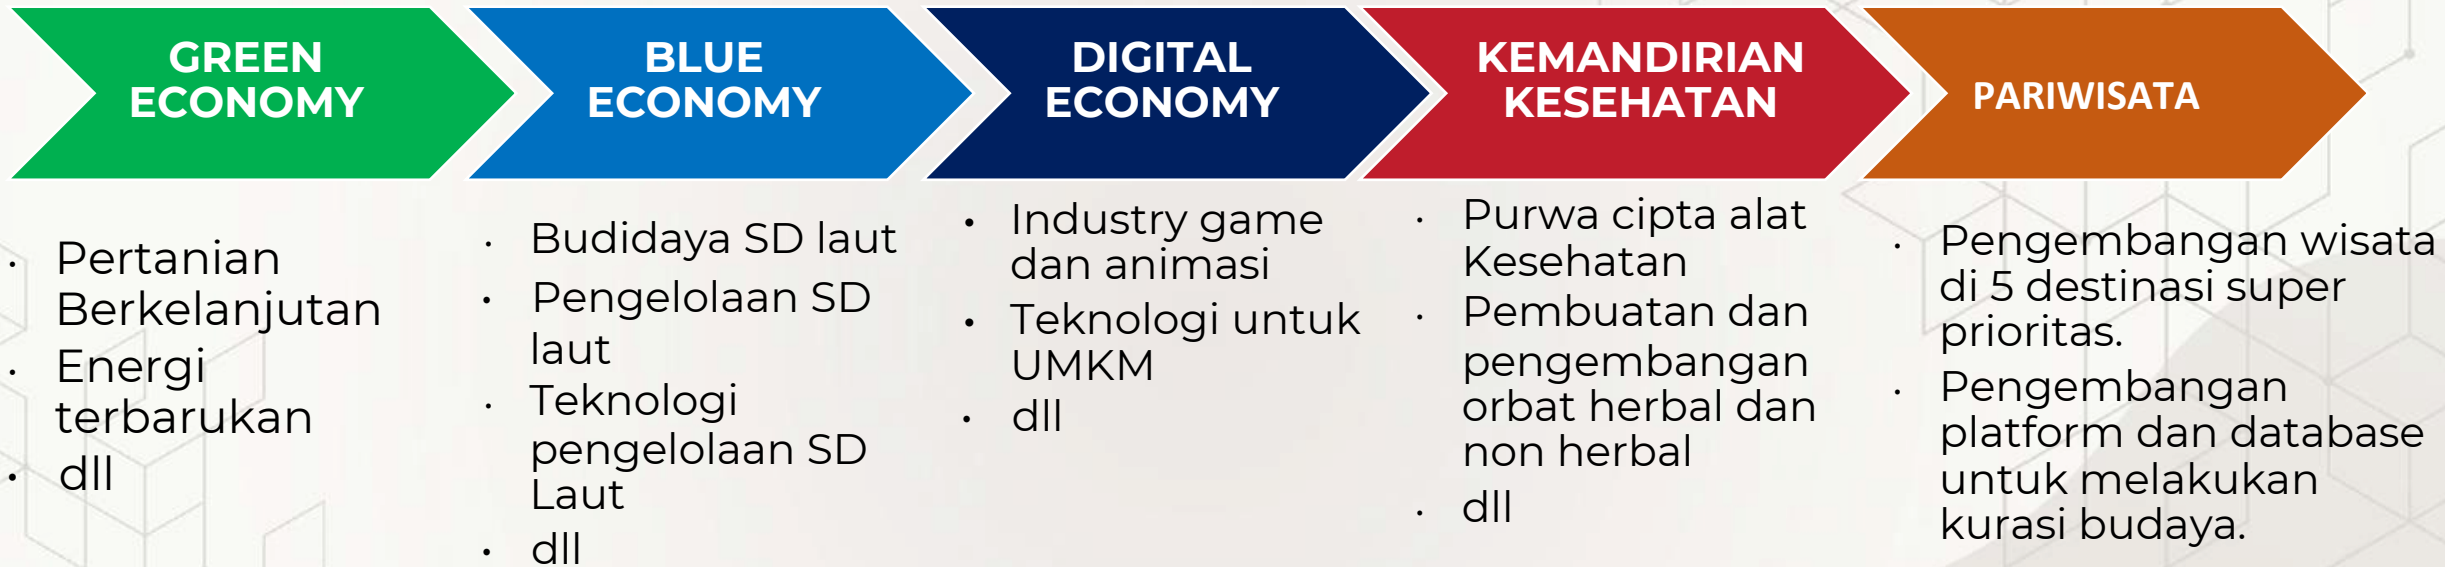 GREEN
ECONOMY
• Pertanian
Berkelanjutan
• Energi
terbarukan
• dll
BLUE
ECONOMY
• Budidaya SD laut
• Pengelolaan SD
laut
• Teknologi
pengelolaan SD
Laut
• dll
DIGITAL
ECONOMY
• Industry game
dan animasi
• Teknologi untuk
UMKM
• dll
KEMANDIRIAN
KESEHATAN
• Purwa cipta alat
Kesehatan
• Pembuatan dan
pengembangan
orbat herbal dan
non herbal
• dll
PARIWISATA
• Pengembangan wisata
di 5 destinasi super
prioritas.
• Pengembangan
platform dan database
untuk melakukan
kurasi budaya.